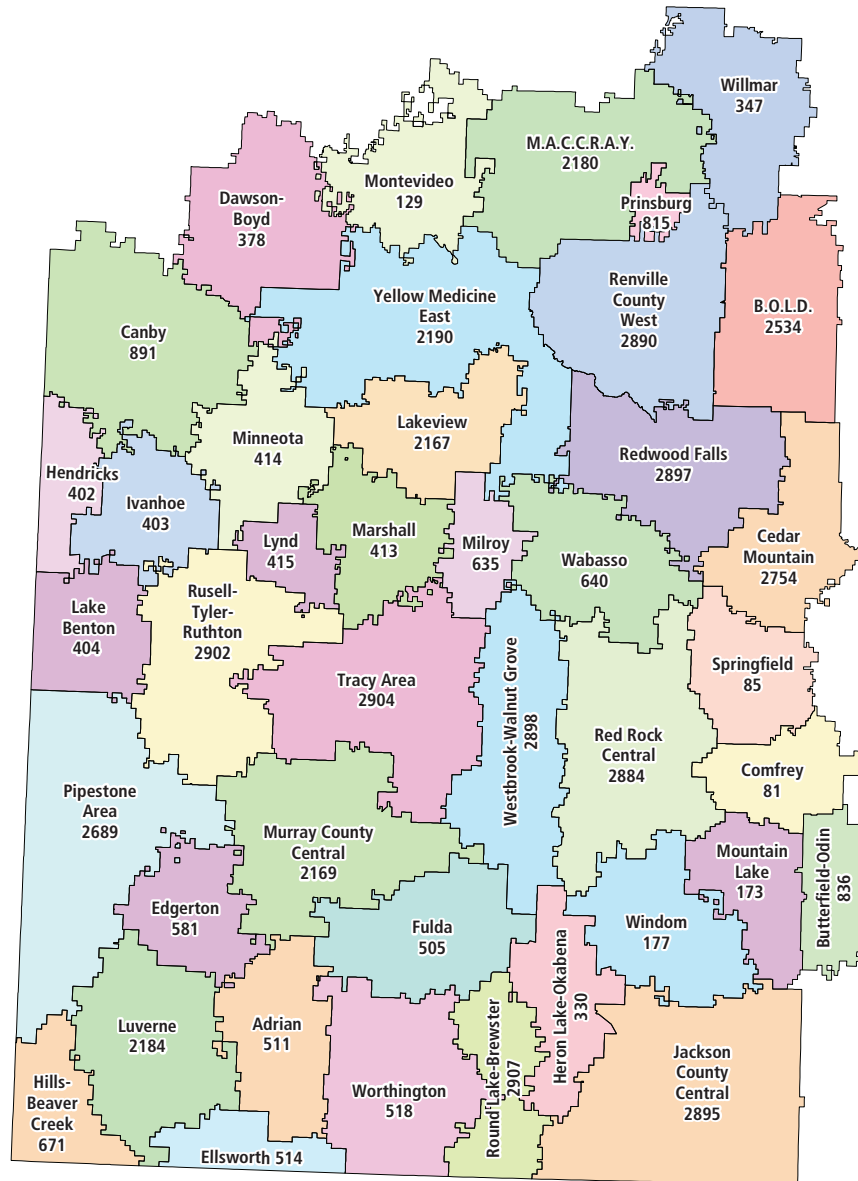 Willmar
347
M.A.C.C.R.A.Y.
2180
Montevideo
129
Prinsburg
815
Dawson-
Boyd
378
Renville
County
West
2890
Yellow Medicine
East
2190
B.O.L.D.
2534
Canby
891
Lakeview
2167
Minneota
414
Redwood Falls
2897
Hendricks
402
Ivanhoe
403
Marshall
413
Lynd
415
Milroy
635
Wabasso
640
Cedar
Mountain
2754
Lake
Benton
404
Rusell-
Tyler-
Ruthton
2902
Springfield
85
Tracy Area
2904
Westbrook-Walnut Grove
2898
Red Rock
Central
2884
Comfrey
81
Pipestone
Area
2689
Murray County
Central
2169
Mountain
Lake
173
Butterfield-Odin
836
Edgerton
581
Fulda
505
Windom
177
Heron Lake-Okabena
330
Luverne
2184
Adrian
511
Round Lake-Brewster
2907
Jackson
County
Central
2895
Hills-
Beaver
Creek
671
Worthington
518
Ellsworth 514